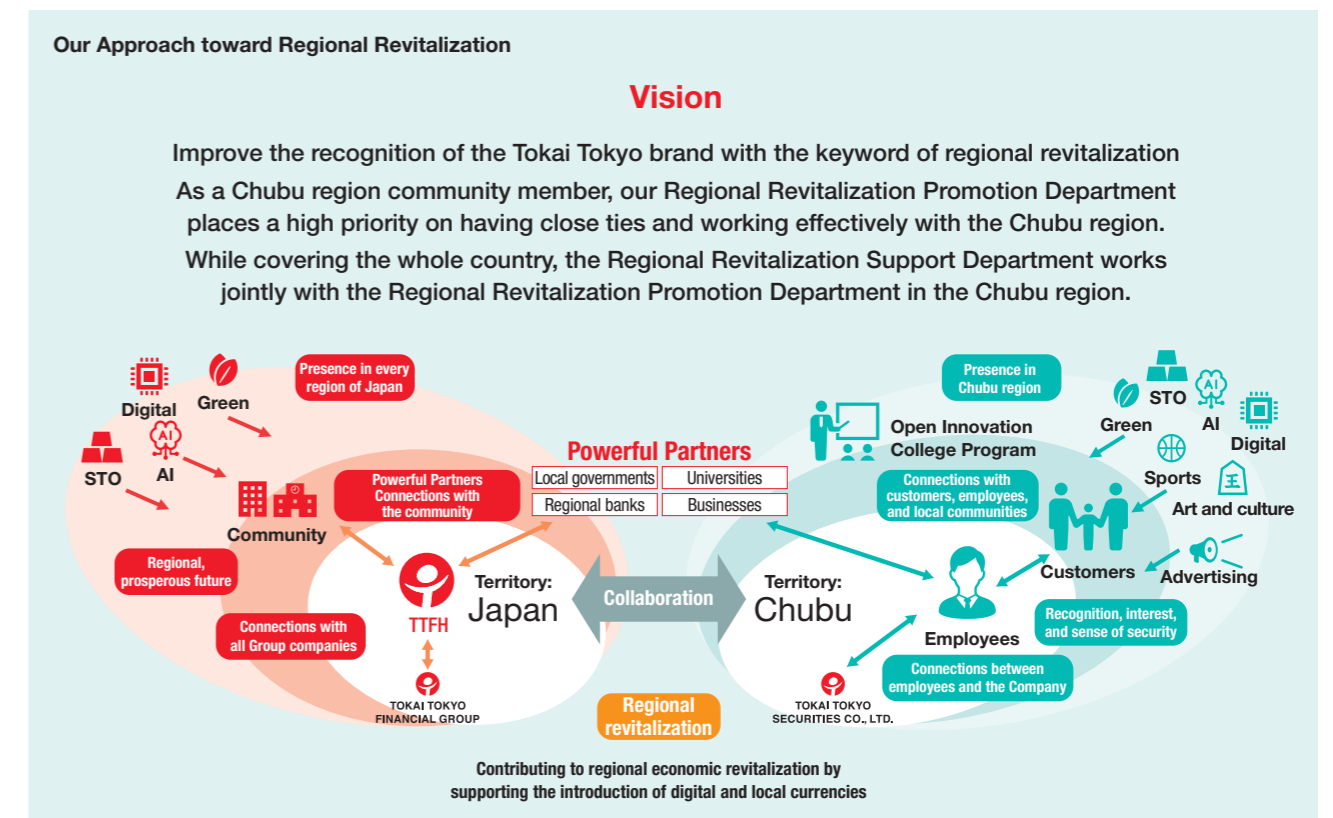 Our Approach toward Regional Revitalization
Vision
Improve the recognition of the Tokai Tokyo brand with the keyword of regional revitalization
As a Chubu region community member, our Regional Revitalization Promotion Department
places a high priority on having close ties and working effectively with the Chubu region.
While covering the whole country, the Regional Revitalization Support Department works
jointly with the Regional Revitalization Promotion Department in the Chubu region.
Digital
Green
STO
AI
AI
Presence in every
region of Japan
Community
Powerful Partners
Connections with
the community
Regional,
prosperous future
Connections with
all Group companies
TTFH
Territory:
Japan
TOKAI TOKYO
FINANCIAL GROUP
Powerful Partners
Local governments
Universities
Regional banks
Businesses
Collaboration
Regional
revitalization
Presence in
Chubu region
Open Innovation
College Program
Connections with
customers, employees,
and local communities
Green
STO
AI
AI
Digital
Sports
王
Art and culture
Advertising
Customers
Territory:
Chubu
Employees
Recognition, interest,
and sense of security
Connections between
employees and the Company
TOKAI TOKYO
SECURITIES CO., LTD.
Contributing to regional economic revitalization by
supporting the introduction of digital and local currencies